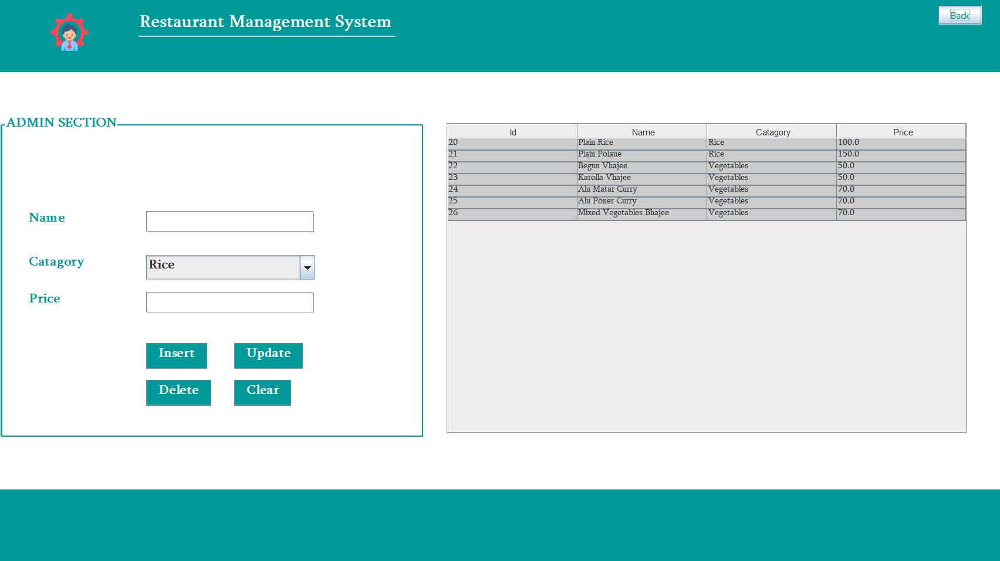 Restaurant Management System
Back
ADMIN SECTION
Name
Catagory
Rice
Price
Insert Update
Delete Clear
Id Name Catagory Price
20 Plain Rice Rice 100.0
21 Plain Polaue Rice 150.0
22 Begun Vhajee Vegetables 50.0
23 Karolla Vhajee Vegetables 50.0
24 Alu Matar Curry Vegetables 70.0
25 Alu Poner Curry Vegetables 70.0
26 Mixed Vegetables Bhajee Vegetables 70.0